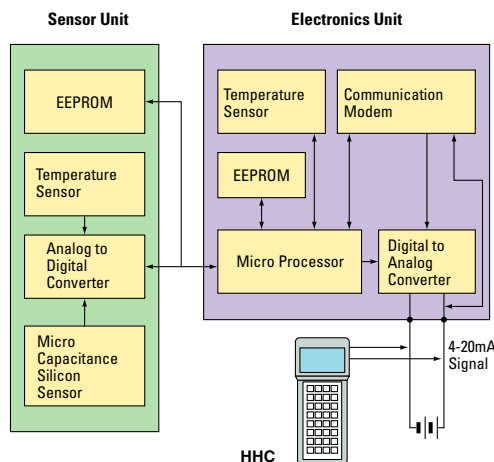 Sensor Unit
Electronics Unit
EEPROM
Temperature
Sensor
Analog to
Digital
Converter
Micro
Capacitance
Silicon
Sensor
Temperature
Sensor
Communication
Modem
EEPROM
Micro Processor
Digital to
Analog
Converter
4-20mA
Signal
HHC